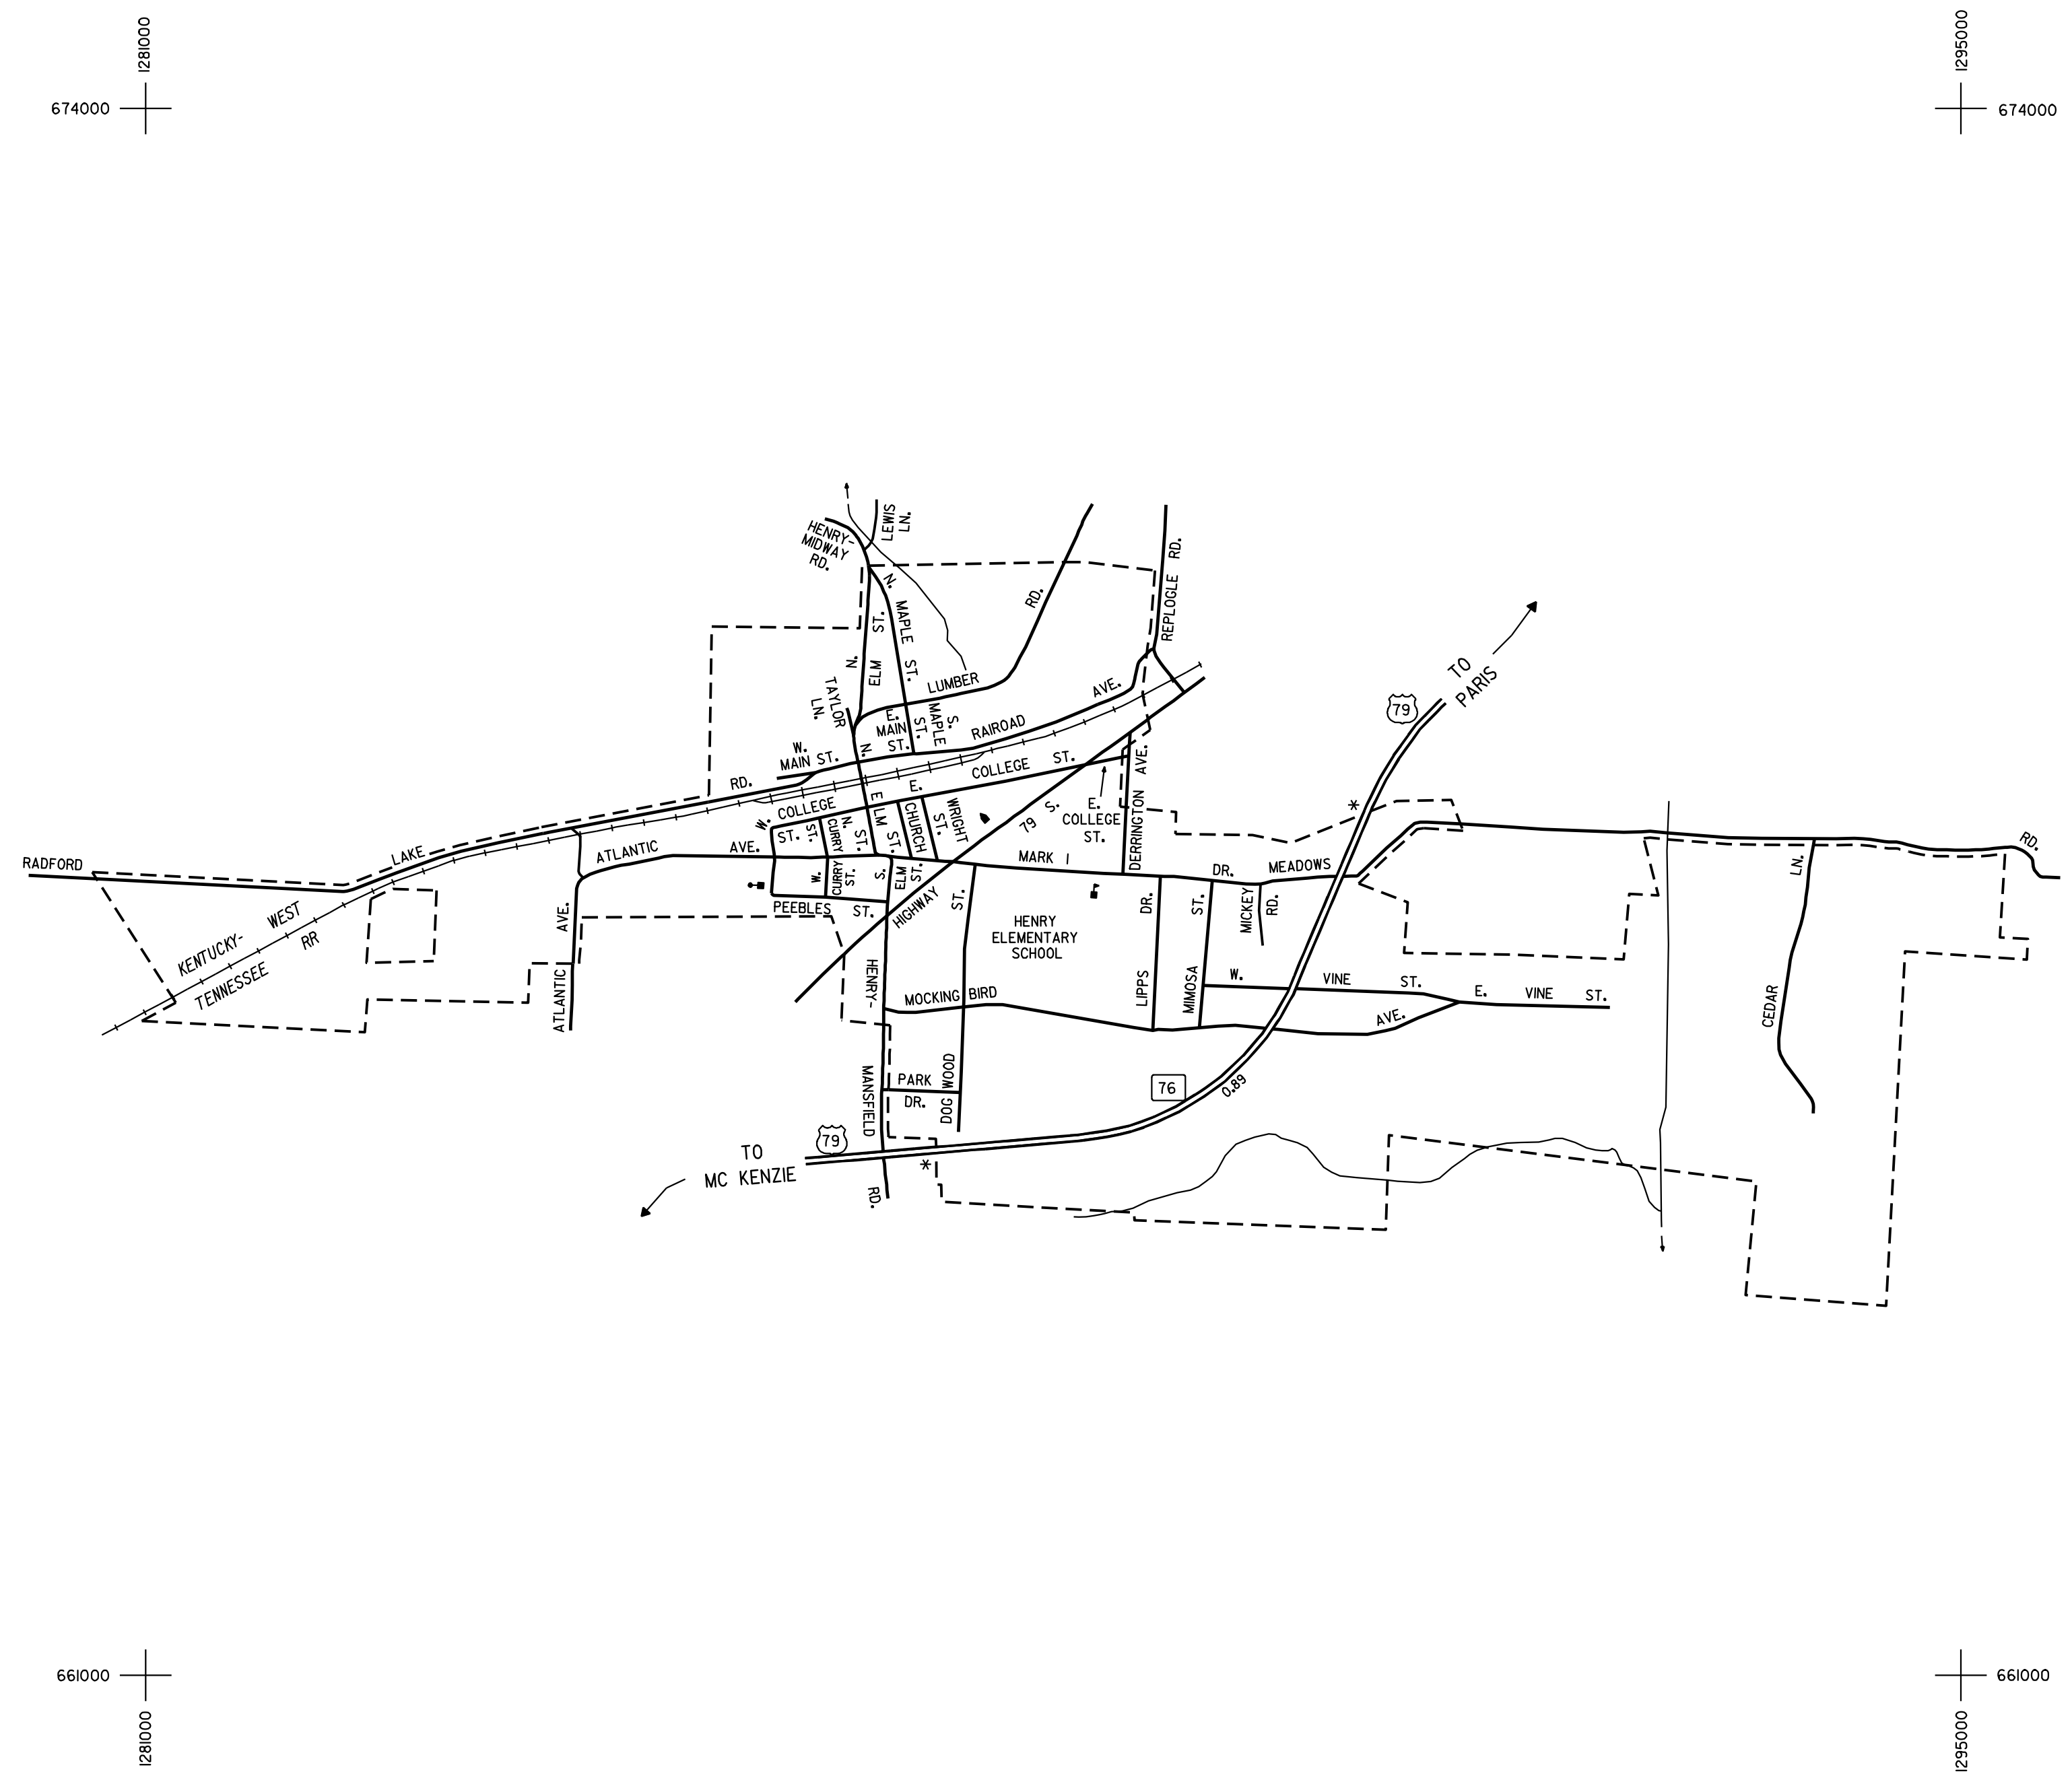 1281000
1295000
674000
674000
LEWIS
LN.
HENRY-
MIDWAY
RD.
N.
MAPLE
ST.
N.
ELM
ST.
RD.
REPLOGLE RD.
TO
PARIS
79
TAYLOR
LN.
LUMBER
AVE.
E.
MAIN
ST.
S.
MAPLE
ST.
RAIROAD
W.
MAIN ST.
N.
RD.
COLLEGE ST.
E.
W. COLLEGE
ST.
ELM ST.
CHURCH
WRIGHT
ST.
N.
CURRY
ST.
ST.
79 S.
E.
COLLEGE
ST.
DERRINGTON AVE.
RADFORD
LAKE
ATLANTIC
AVE.
MARK I
DR.
MEADOWS
RD.
W.
CURRY
ST.
S.
ELM
ST.
HIGHWAY
PEEBLES ST.
ST.
HENRY
ELEMENTARY
SCHOOL
DR.
ST.
MICKEY
RD.
LN.
KENTUCKY-
WEST
TENNESSEE
RR
AVE.
ATLANTIC
HENRY-
MOCKING BIRD
LIPPS
MIMOSA
W.
VINE
ST.
E.
VINE
ST.
AVE.
CEDAR
MANSFIELD
PARK
DR.
DOG WOOD
76
0.89
79
TO
MC KENZIE
*
*
RD.
661000
661000
1281000
1295000